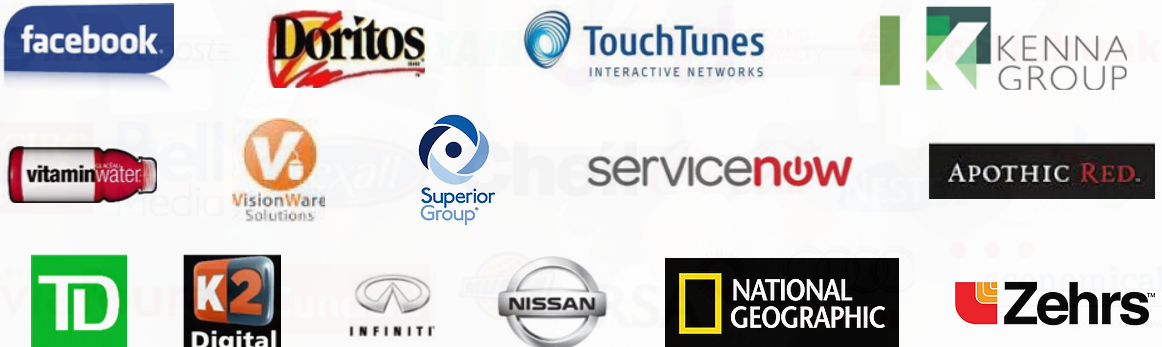 facebook
Doritos
TouchTunes
INTERACTIVE NETWORKS
KENNA
GROUP
vitaminwater
VisionWare
Solutions
Superior
Group®
servicenow
APOTHIC RED.
TD
K2
Digital
INFINITI
NISSAN
NATIONAL
GEOGRAPHIC
Zehrs™